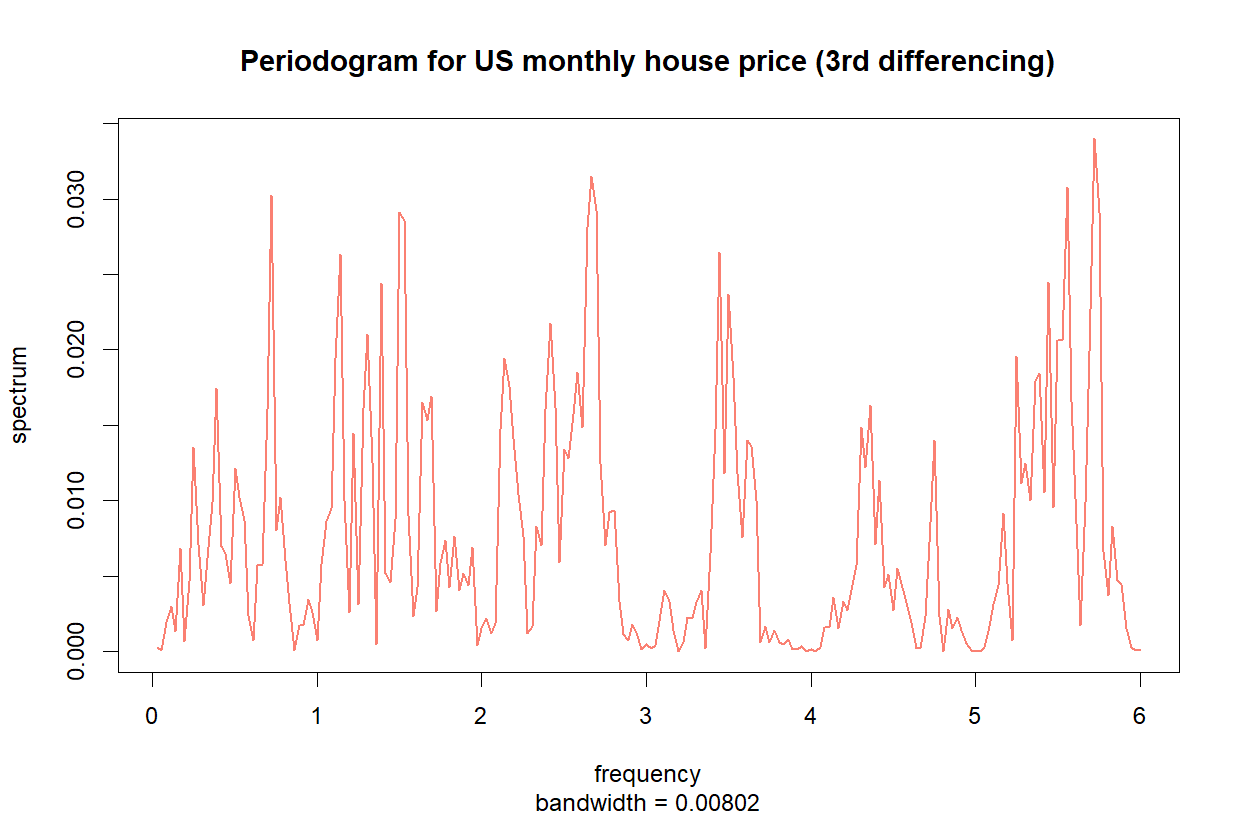 Periodogram for US monthly house price (3rd differencing)
spectrum
0.030
0.020
0.010
0.000
0 1 2 3 4 5 6
frequency
bandwidth = 0.00802